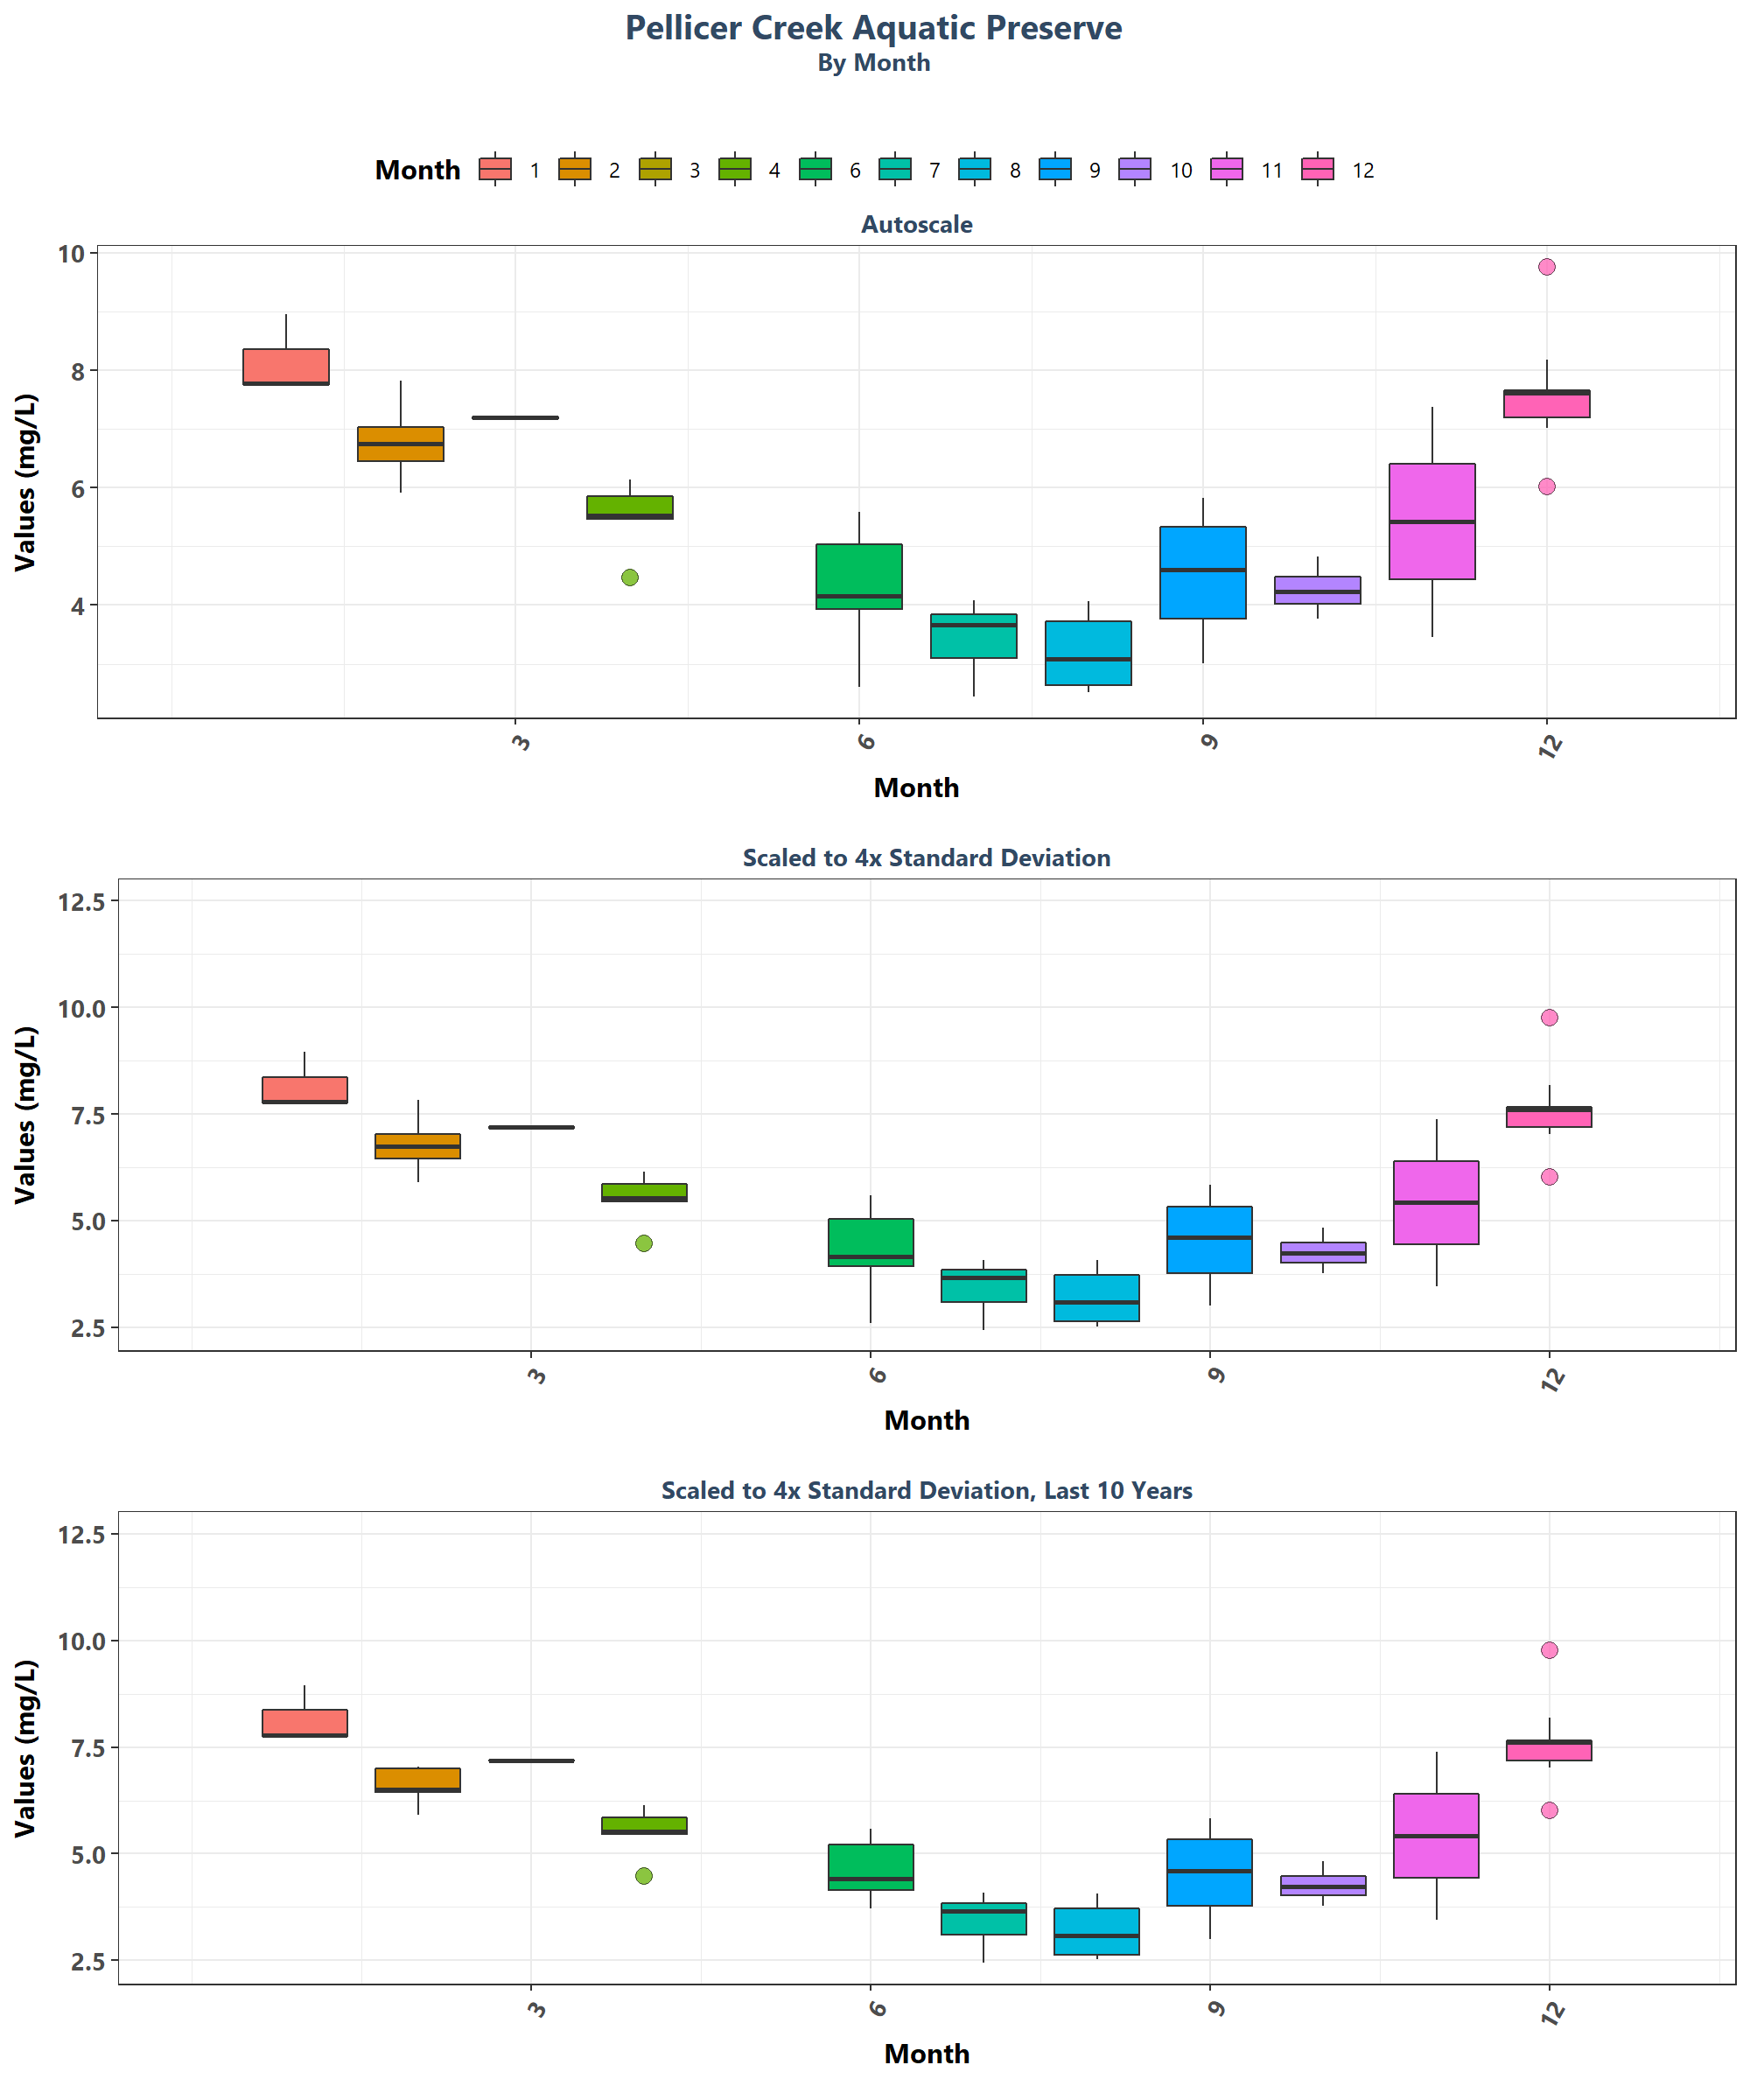 Pellicer Creek Aquatic Preserve
By Month
Month 1 2 3 4 6 7 8 9 10 11 12
Autoscale
Values (mg/L)
10
8
6
4
3 6 9 12
Month
Scaled to 4x Standard Deviation
Values (mg/L)
12.5
10.0
7.5
5.0
2.5
3 6 9 12
Month
Scaled to 4x Standard Deviation, Last 10 Years
Values (mg/L)
12.5
10.0
7.5
5.0
2.5
3 6 9 12
Month